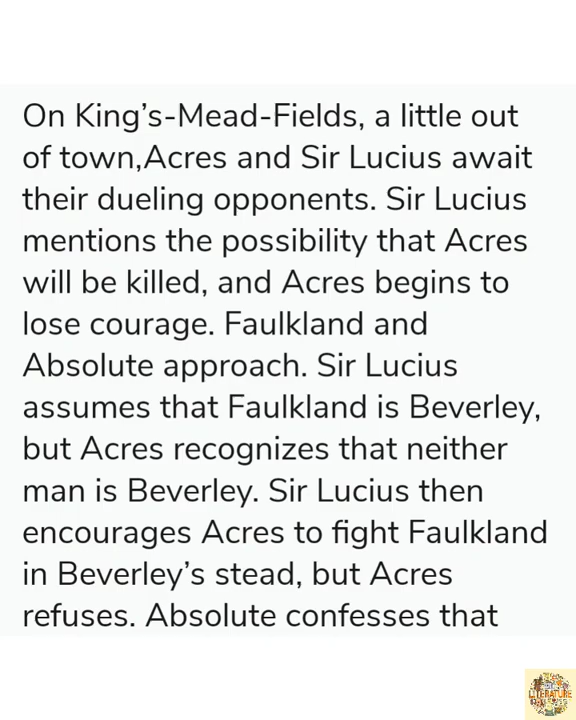 On King’s-Mead-Fields, a little out
of town,Acres and Sir Lucius await
their dueling opponents. Sir Lucius
mentions the possibility that Acres
will be killed, and Acres begins to
lose courage. Faulkland and
Absolute approach. Sir Lucius
assumes that Faulkland is Beverley,
but Acres recognizes that neither
man is Beverley. Sir Lucius then
encourages Acres to fight Faulkland
in Beverley’s stead, but Acres
refuses. Absolute confesses that
LITERATURE